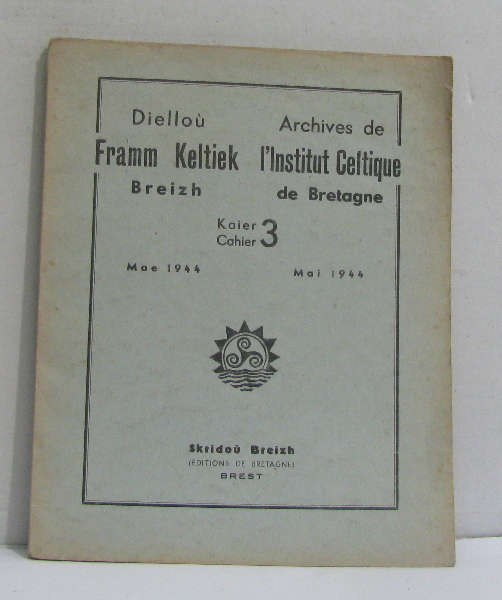 Dielloù Archives de
Framm Keltiek l'Institut Celtique
Breizh de Bretagne
Kaier
Cahier 3
Mae 1944 Mai 1944
Skridoù Breizh
(EDITIONS DE BRETAGNE)
BREST